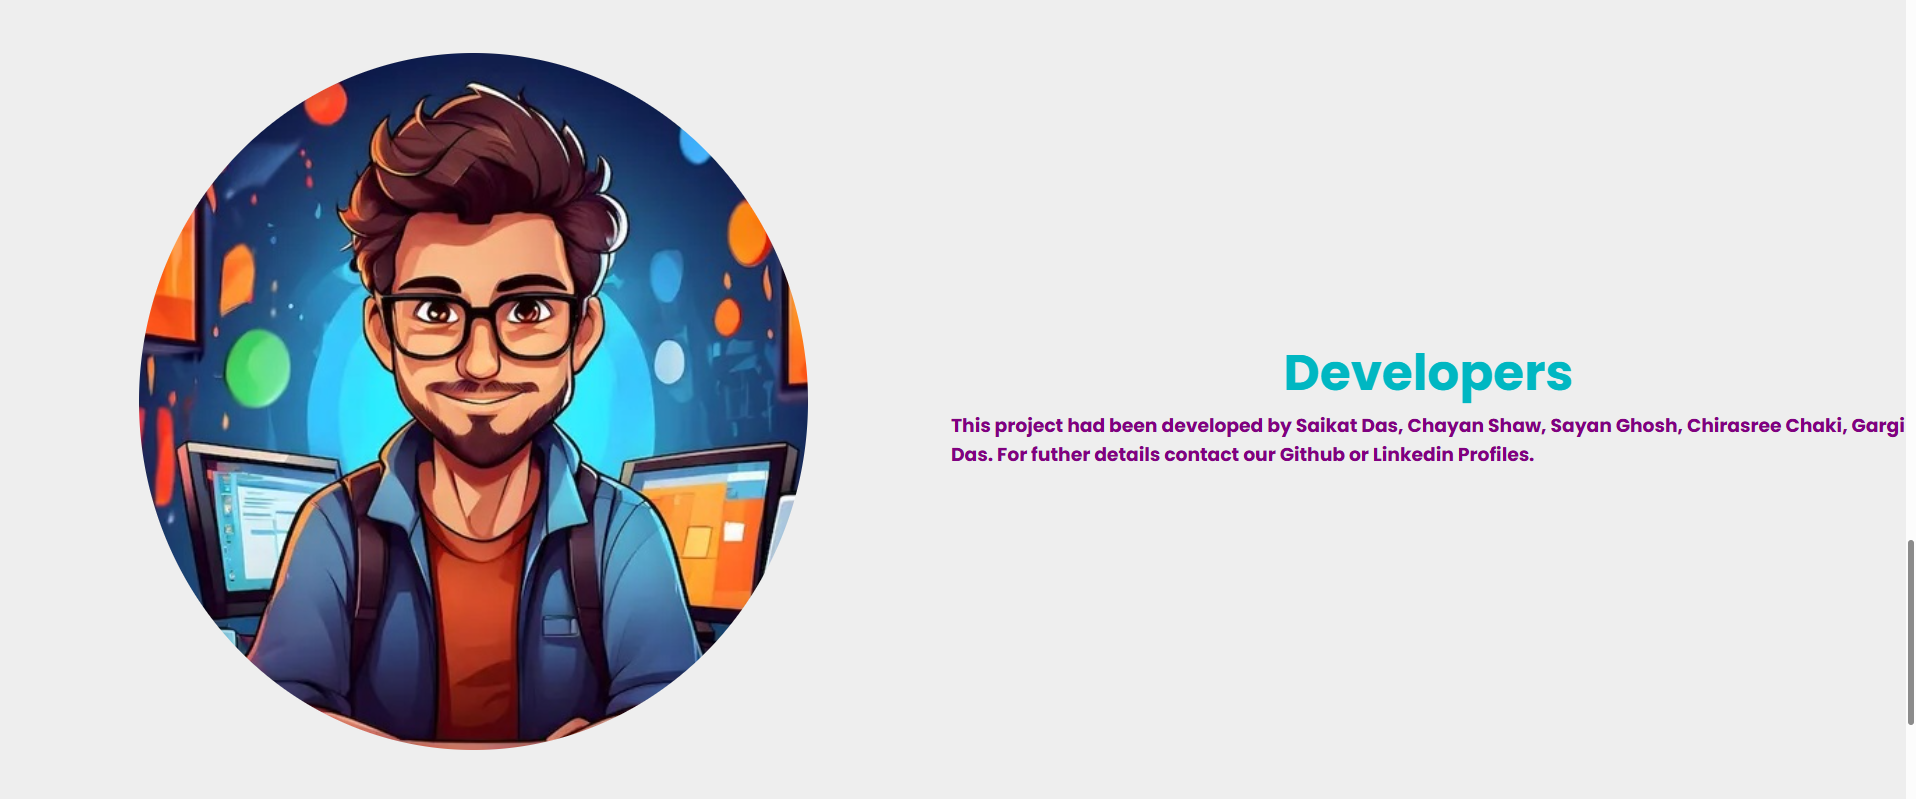 Developers
This project had been developed by Saikat Das, Chayan Shaw, Sayan Ghosh, Chirasree Chaki, Gargi
Das. For futher details contact our Github or Linkedin Profiles.